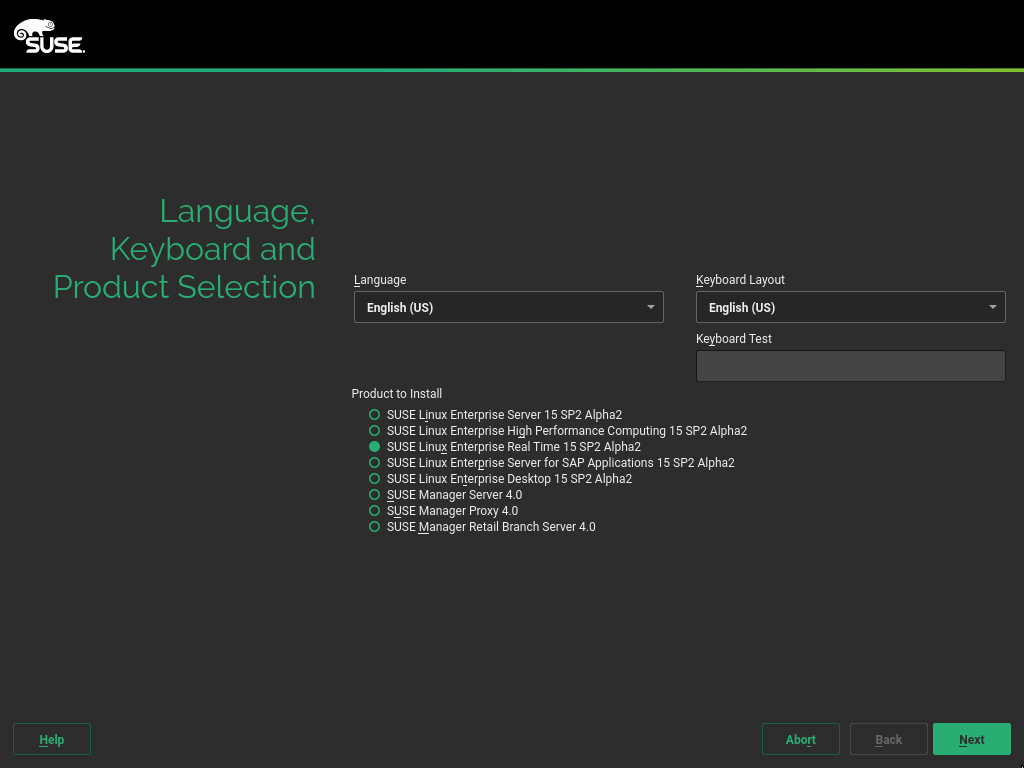 SUSE.
Language,
Keyboard and
Product Selection
Language
Keyboard Layout
English (US)
English (US)
Keyboard Test
Product to Install
SUSE Linux Enterprise Server 15 SP2 Alpha2
SUSE Linux Enterprise High Performance Computing 15 SP2 Alpha2
SUSE Linux Enterprise Real Time 15 SP2 Alpha2
SUSE Linux Enterprise Server for SAP Applications 15 SP2 Alpha2
SUSE Linux Enterprise Desktop 15 SP2 Alpha2
SUSE Manager Server 4.0
SUSE Manager Proxy 4.0
SUSE Manager Retail Branch Server 4.0
Help
Abort
Back
Next